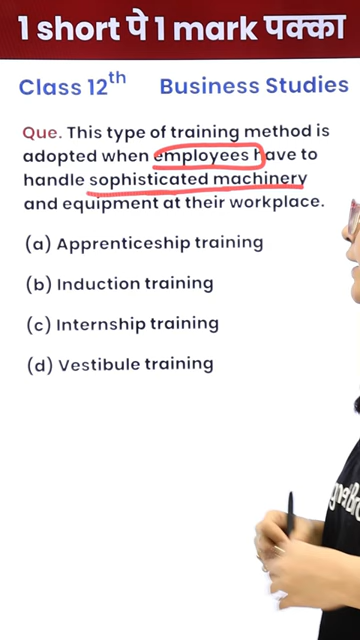 1 short पे 1 mark पक्का
Class 12th Business Studies
Que. This type of training method is
adopted when employees have to
handle sophisticated machinery
and equipment at their workplace.
(a) Apprenticeship training
(b) Induction training
(c) Internship training
(d) Vestibule training